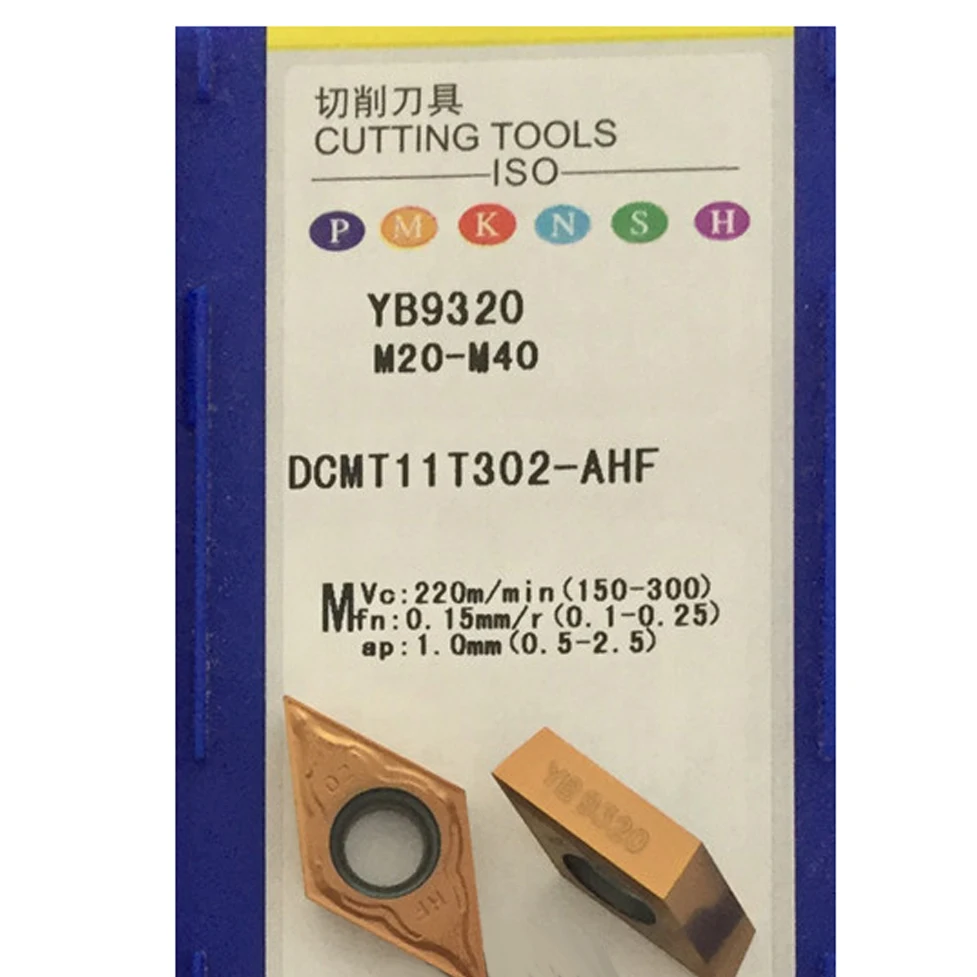 切削刀具
CUTTING TOOLS
ISO
P M K N S H
YB9320
M20-M40
DCMT11T302-AHF
M Vc:220m/min(150-300)
fn:0.15mm/r(0.1-0.25)
ap:1.0mm(0.5-2.5)
YB9320